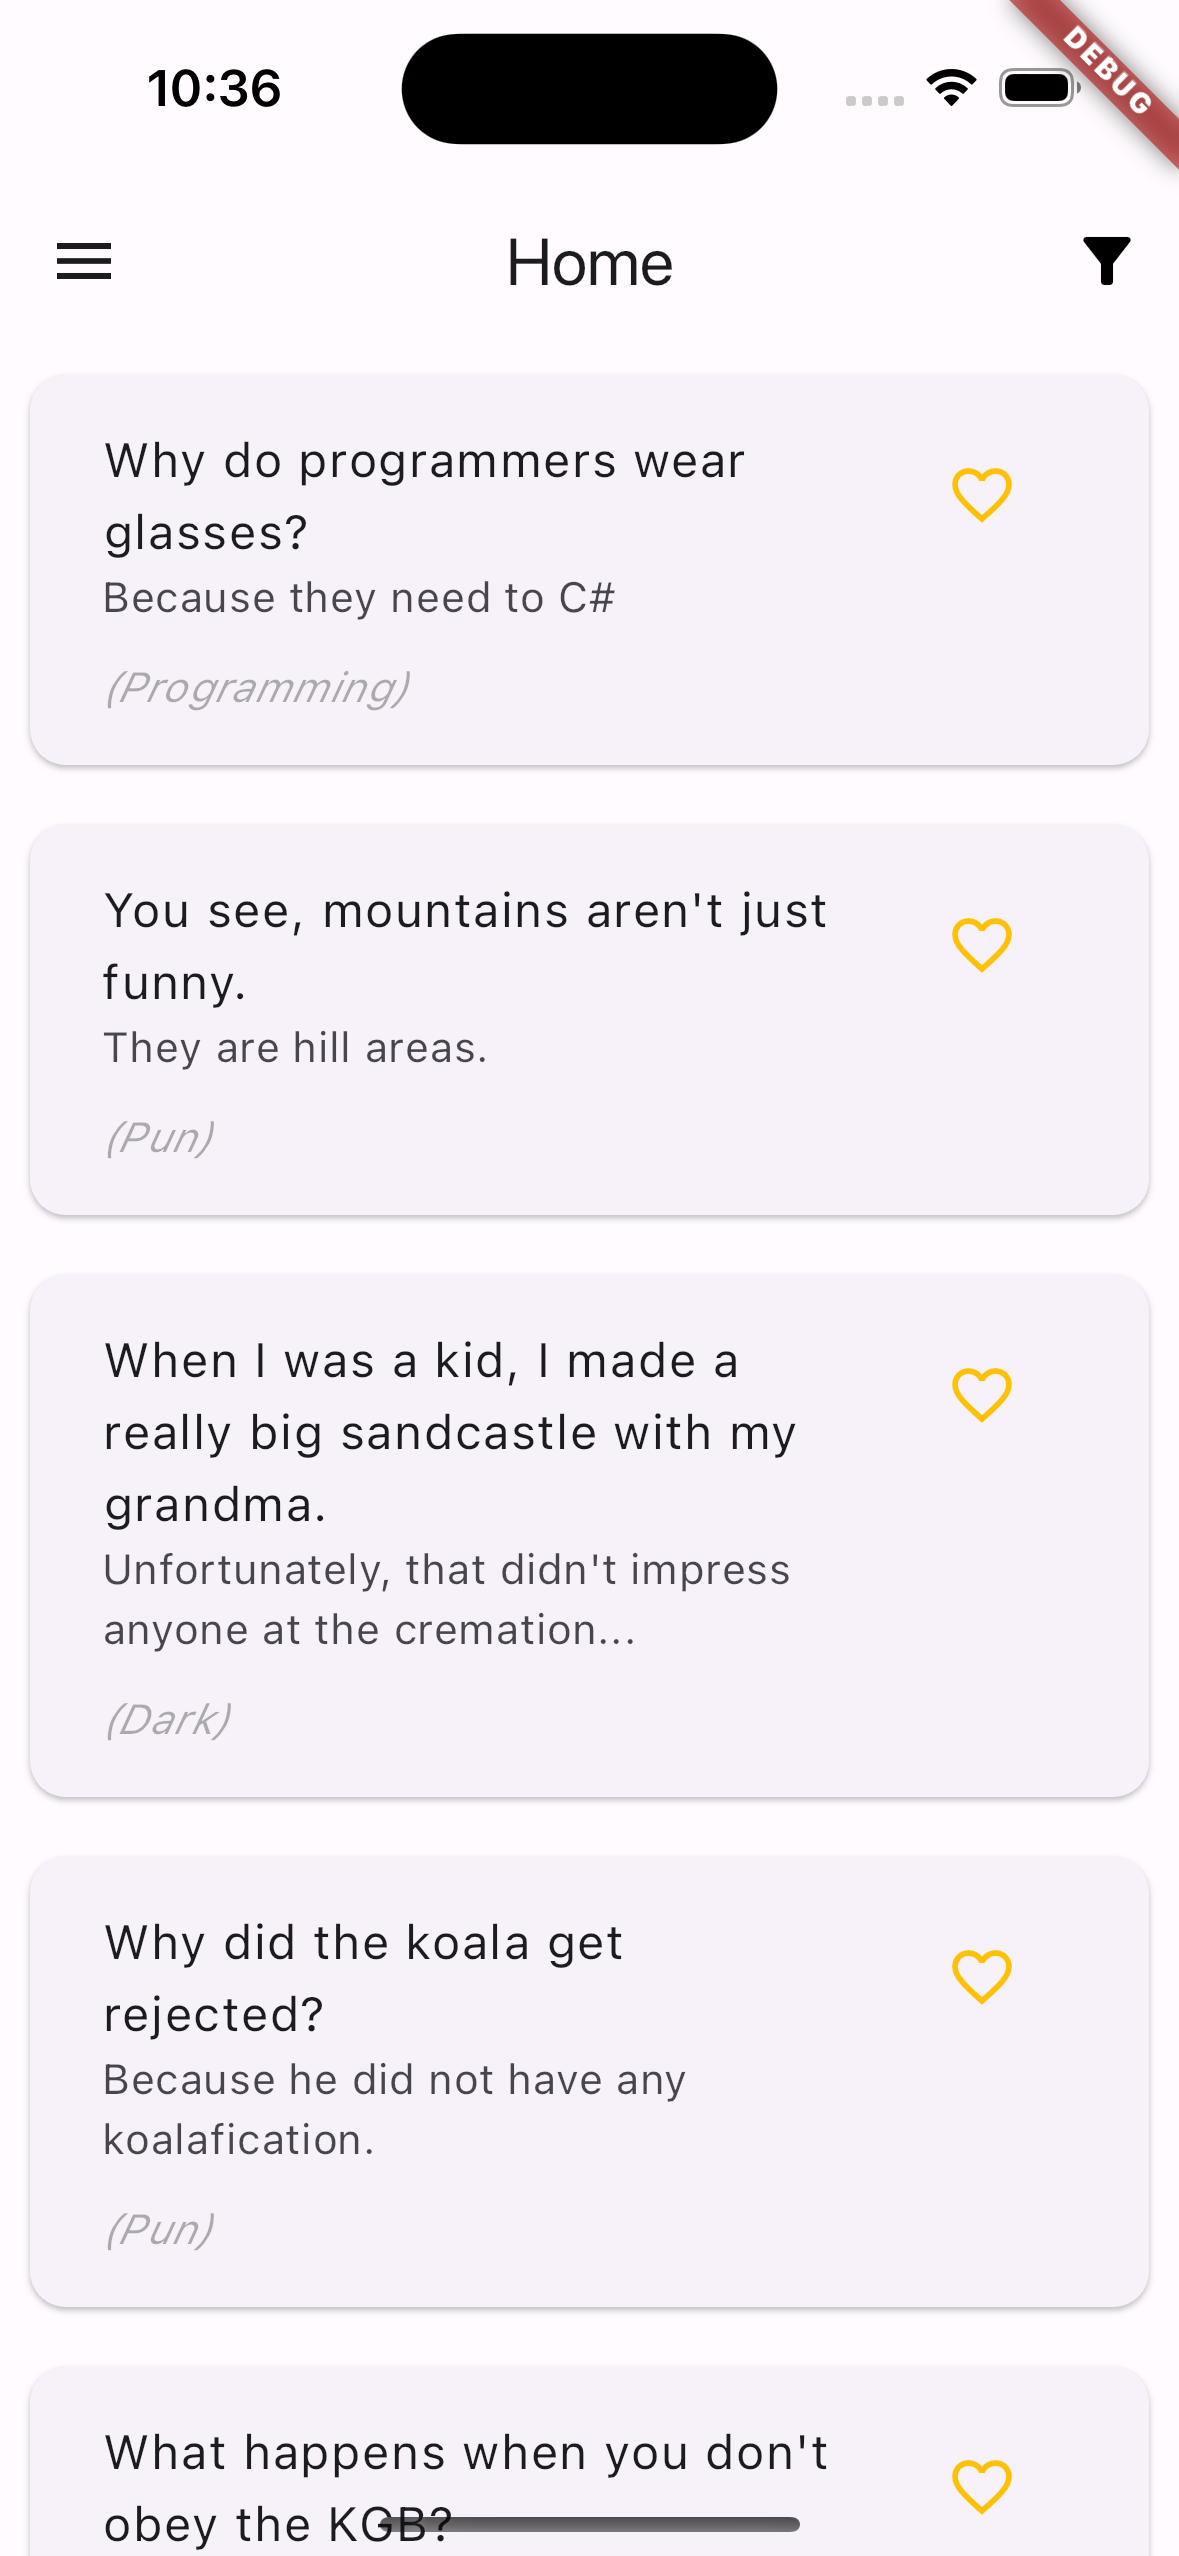 10:36
DEBUG
Home
Why do programmers wear
glasses?
Because they need to C#
(Programming)
You see, mountains aren't just
funny.
They are hill areas.
(Pun)
When I was a kid, I made a
really big sandcastle with my
grandma.
Unfortunately, that didn't impress
anyone at the cremation...
(Dark)
Why did the koala get
rejected?
Because he did not have any
koalafication.
(Pun)
What happens when you don't
obey the KGB?